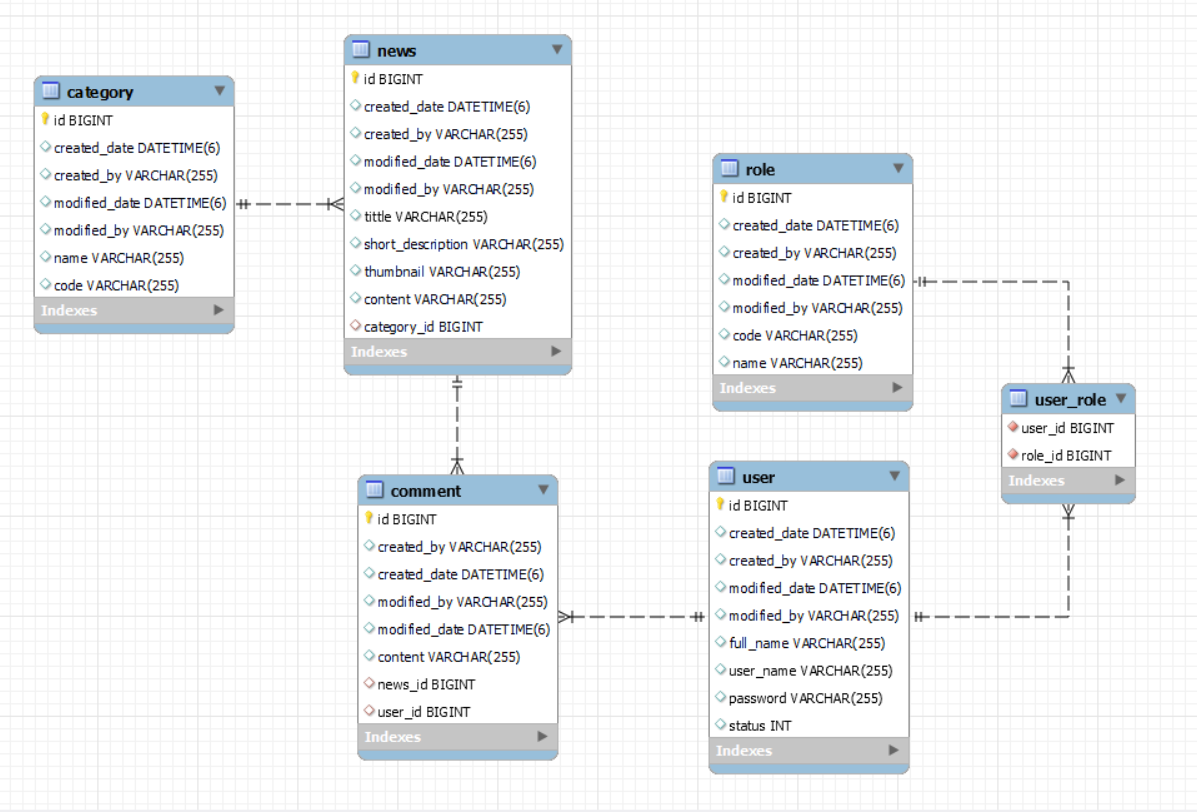 category
id BIGINT
created_date DATETIME(6)
created_by VARCHAR(255)
modified_date DATETIME(6)
modified_by VARCHAR(255)
name VARCHAR(255)
code VARCHAR(255)
Indexes
news
id BIGINT
created_date DATETIME(6)
created_by VARCHAR(255)
modified_date DATETIME(6)
modified_by VARCHAR(255)
tittle VARCHAR(255)
short_description VARCHAR(255)
thumbnail VARCHAR(255)
content VARCHAR(255)
category_id BIGINT
Indexes
comment
id BIGINT
created_by VARCHAR(255)
created_date DATETIME(6)
modified_by VARCHAR(255)
modified_date DATETIME(6)
content VARCHAR(255)
news_id BIGINT
user_id BIGINT
Indexes
role
id BIGINT
created_date DATETIME(6)
created_by VARCHAR(255)
modified_date DATETIME(6)
modified_by VARCHAR(255)
code VARCHAR(255)
name VARCHAR(255)
Indexes
user
id BIGINT
created_date DATETIME(6)
created_by VARCHAR(255)
modified_date DATETIME(6)
modified_by VARCHAR(255)
full_name VARCHAR(255)
user_name VARCHAR(255)
password VARCHAR(255)
status INT
Indexes
user_role
user_id BIGINT
role_id BIGINT
Indexes